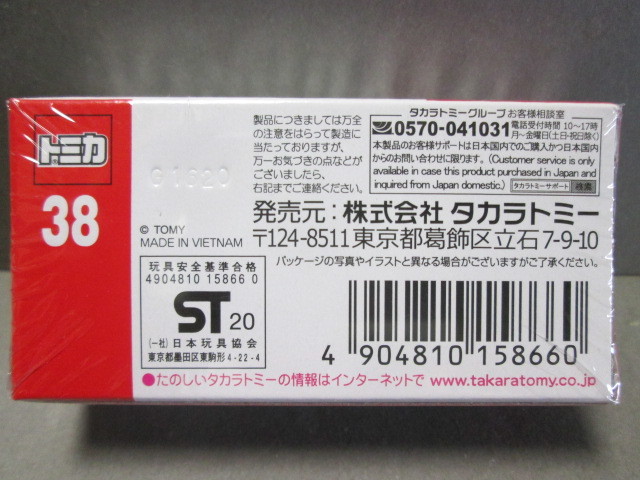 トミカ
38
製品につきましては万全
の注意をはらって製造に
当たっておりますが、
万一お気づきの点などが
ございましたら、
右記までご連絡ください。
タカラトミーグループお客様相談室
0570-041031
電話受付時間 10〜17時
月〜金曜日(土日・祝日除く)
本製品のお客様サポートは日本国内でのご購入かつ日本国内
からのお問い合わせに限ります。(Customer service is only
available in case this product purchased in Japan and
inquired from Japan domestic.)
タカラトミーサポート 検索
G1620
© TOMY
MADE IN VIETNAM
発売元:株式会社 タカラトミー
〒124-8511 東京都葛飾区立石7-9-10
パッケージの写真やイラストと異なる場合がございますがご了承ください。
玩具安全基準合格
4904810 15866 0
ST 20
(一社)日本玩具協会
東京都墨田区東駒形4-22-4
4 904810 158660
●たのしいタカラトミーの情報はインターネットで www.takaratomy.co.jp